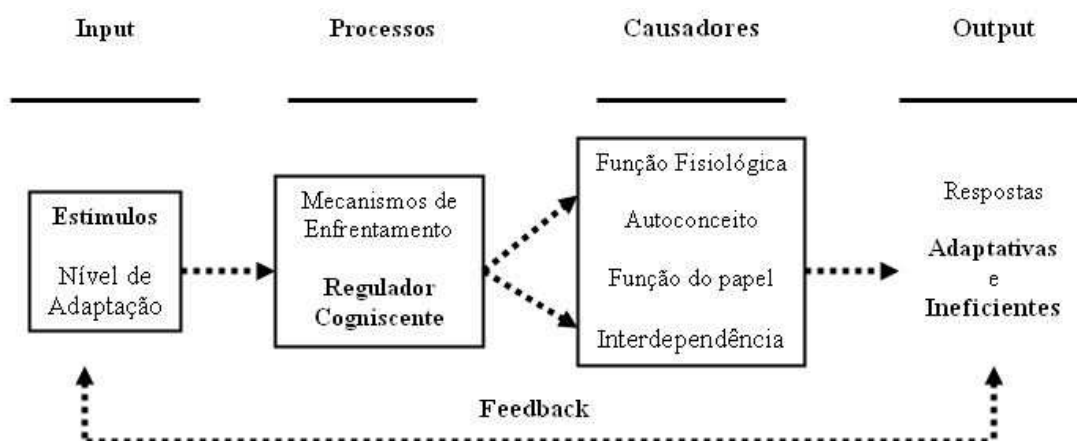 Input
Processos
Causadores
Output
Estímulos
Nível de
Adaptação
Mecanismos de
Enfrentamento
Regulador
Cogniscente
Função Fisiológica
Autoconceito
Função do papel
Interdependência
Respostas
Adaptativas
e
Ineficientes
Feedback